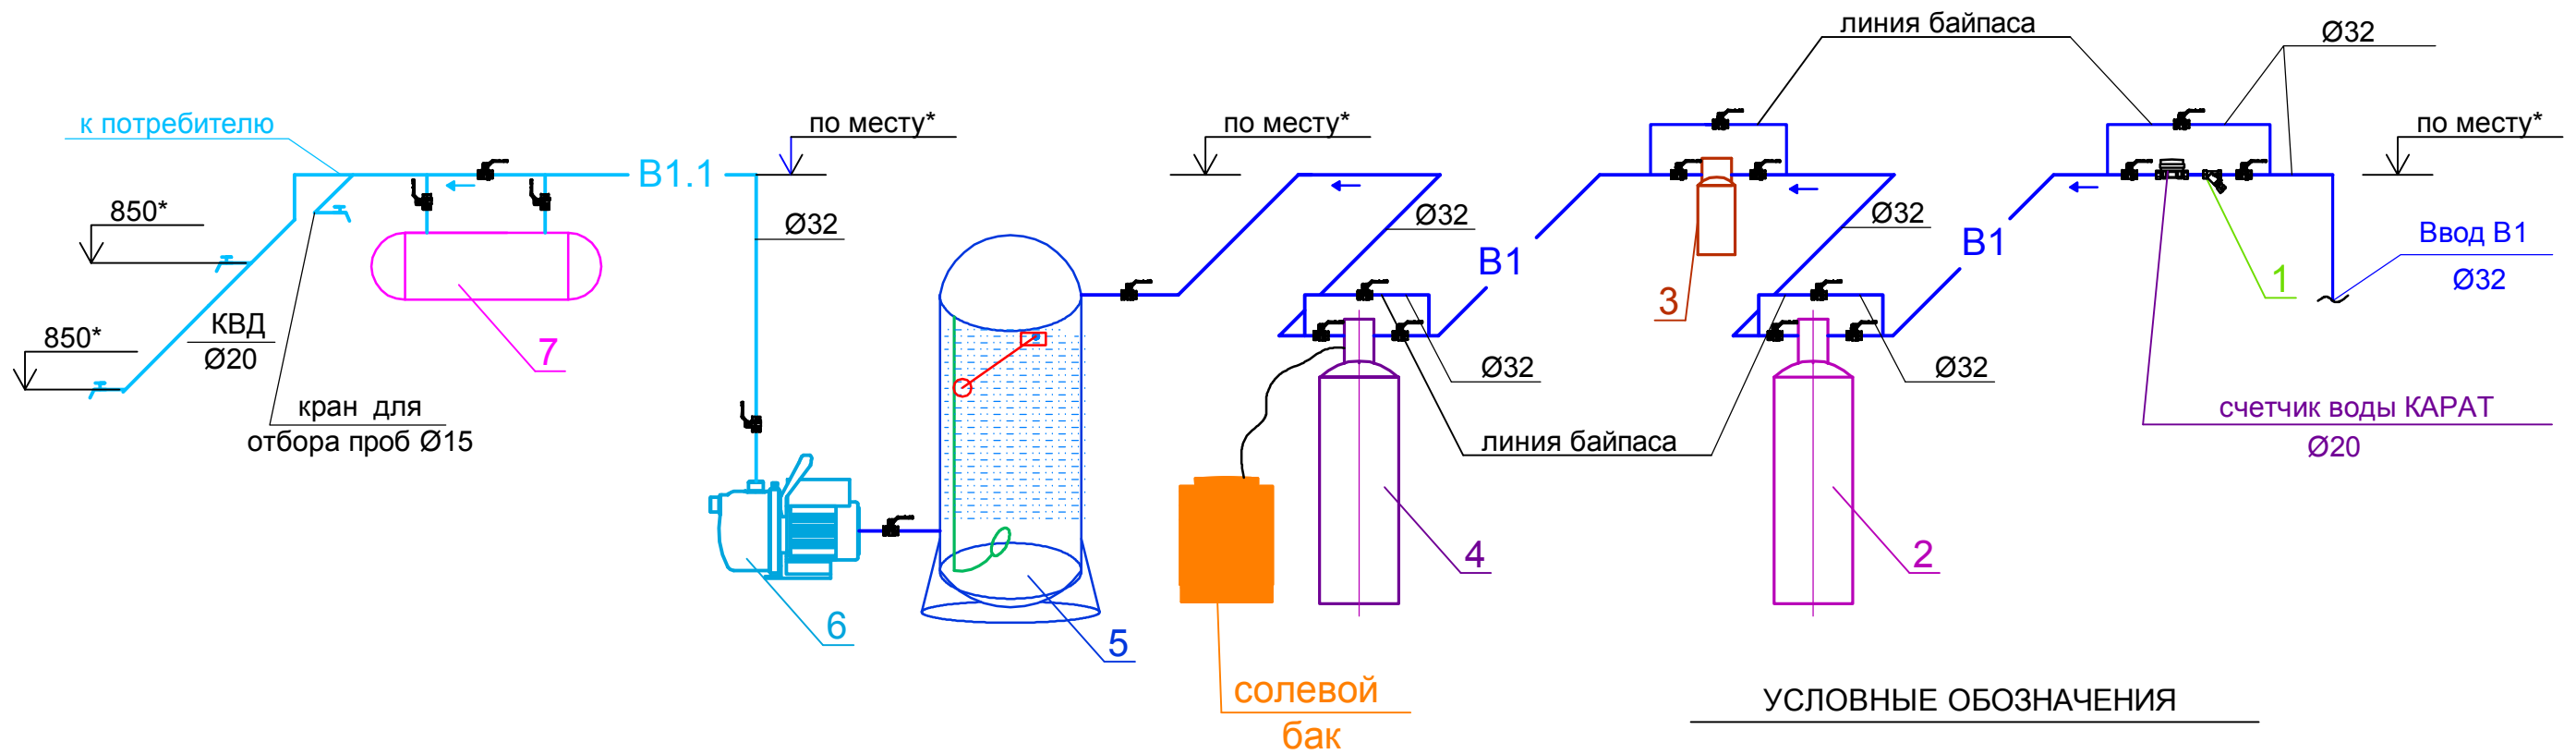 линия байпаса
Ø32
к потребителю
по месту*
по месту*
по месту*
В1.1
850*
Ø32
Ø32
Ø32
В1
В1
Ввод В1
Ø32
1
3
850*
КВД
Ø20
7
Ø32
Ø32
кран для
отбора проб Ø15
линия байпаса
счетчик воды КАРАТ
Ø20
4
2
6
5
солевой
бак
УСЛОВНЫЕ ОБОЗНАЧЕНИЯ